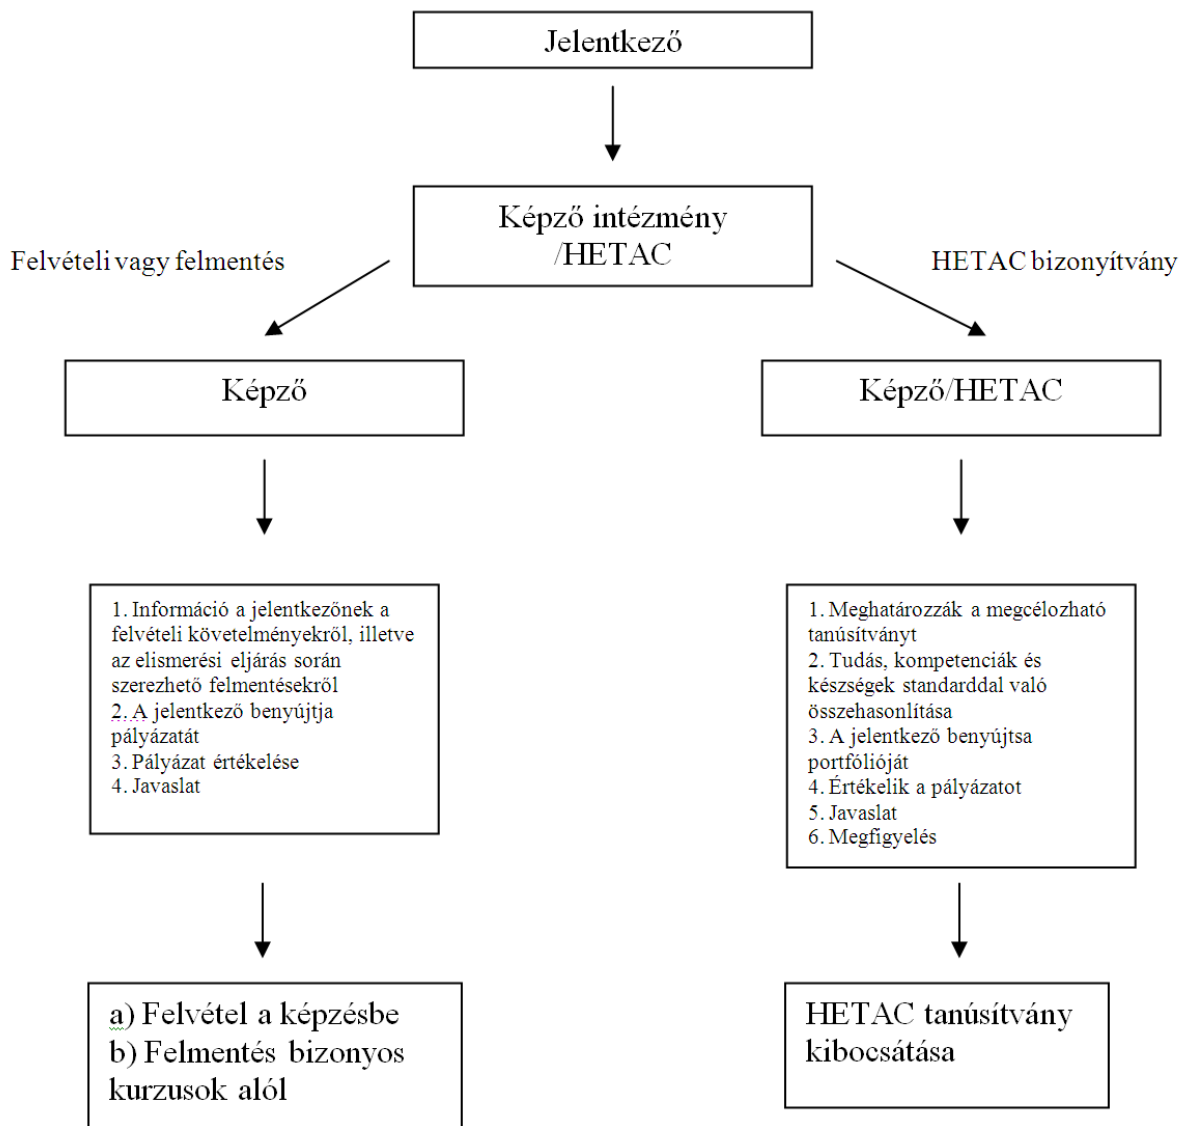 Jelentkező
Képző intézmény
/HETAC
Felvételi vagy felmentés
HETAC bizonyítvány
Képző
Képző/HETAC
1. Információ a jelentkezőnek a
felvételi követelményekről, illetve
az elismerési eljárás során
szerezhető felmentésekről
2. A jelentkező benyújtja
pályázatát
3. Pályázat értékelése
4. Javaslat
1. Meghatározzák a megcélozható
tanúsítványt
2. Tudás, kompetenciák és
készségek standarddal való
összehasonlítása
3. A jelentkező benyújtsa
portfólióját
4. Értékelik a pályázatot
5. Javaslat
6. Megfigyelés
a) Felvétel a képzésbe
b) Felmentés bizonyos
kurzusok alól
HETAC tanúsítvány
kibocsátása